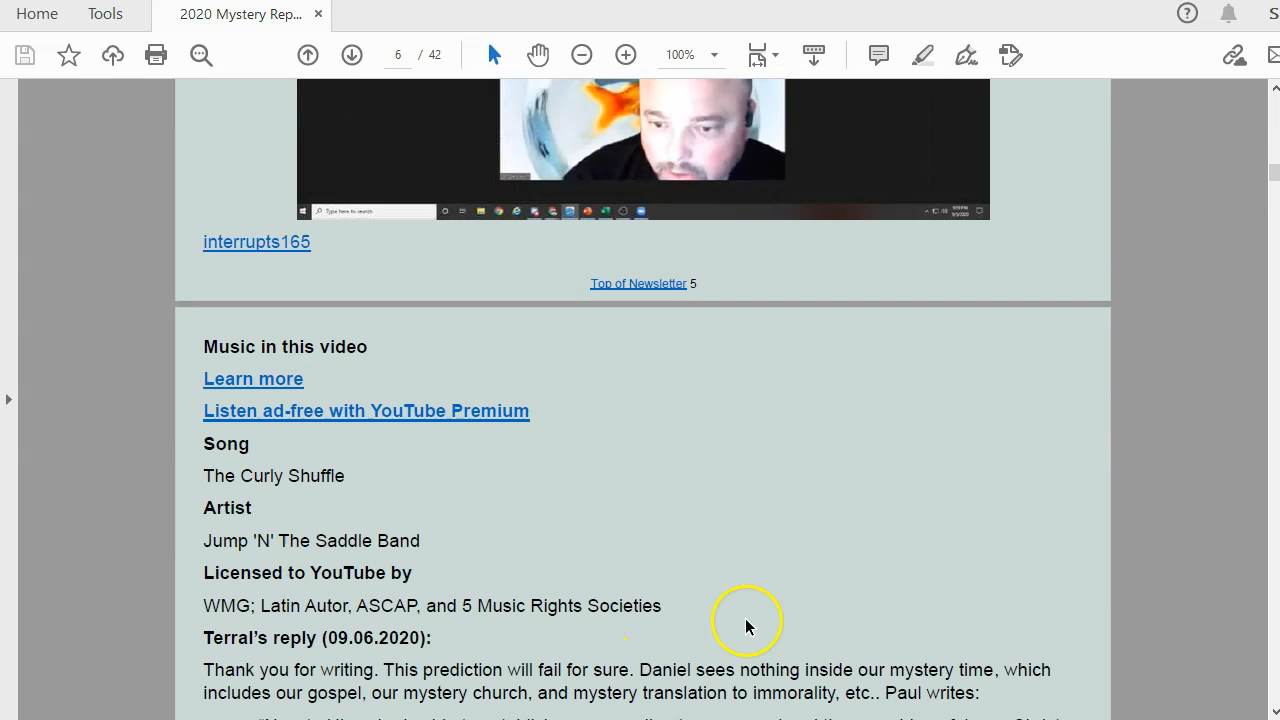 Home Tools 2020 Mystery Rep... ×
6 / 42 100%
Type here to search
interrupts165
Top of Newsletter 5
Music in this video
Learn more
Listen ad-free with YouTube Premium
Song
The Curly Shuffle
Artist
Jump 'N' The Saddle Band
Licensed to YouTube by
WMG; Latin Autor, ASCAP, and 5 Music Rights Societies
Terral’s reply (09.06.2020):
Thank you for writing. This prediction will fail for sure. Daniel sees nothing inside our mystery time, which
includes our gospel, our mystery church, and mystery translation to immorality, etc.. Paul writes: